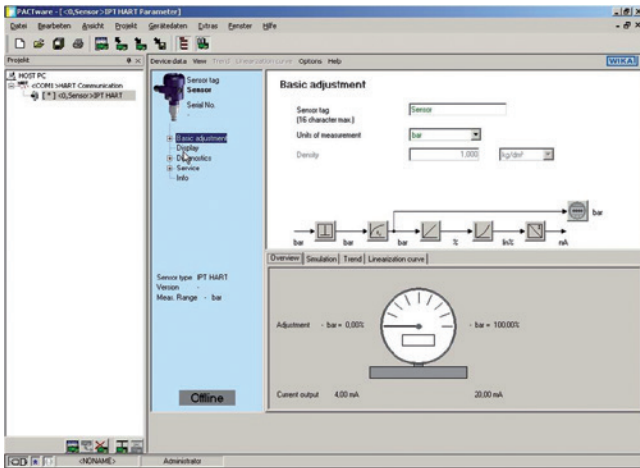 PACTware - [<0,Sensor>IPT HART Parameter]
Datei Bearbeiten Ansicht Projekt Gerätedaten Extras Fenster Hilfe
Projekt
Device data View Trend Linearization curve Options Help
WIKA
HOST PC
<COM1>HART Communication
[ * ] <0,Sensor>IPT HART
Sensor tag
Sensor
Serial No.
-
Basic adjustment
Display
Diagnostics
Service
Info
Sensor type IPT HART
Version -
Meas. Range - bar
Offline
Basic adjustment
Sensor tag
(16 character max.)
Sensor
Units of measurement
bar
Density
1,000
kg/dm³
bar
bar bar bar % lin% mA
Overview Simulation Trend Linearization curve
Adjustment - bar = 0,00% - bar = 100,00%
Current output 4,00 mA 20,00 mA
<NONAME> Administrator